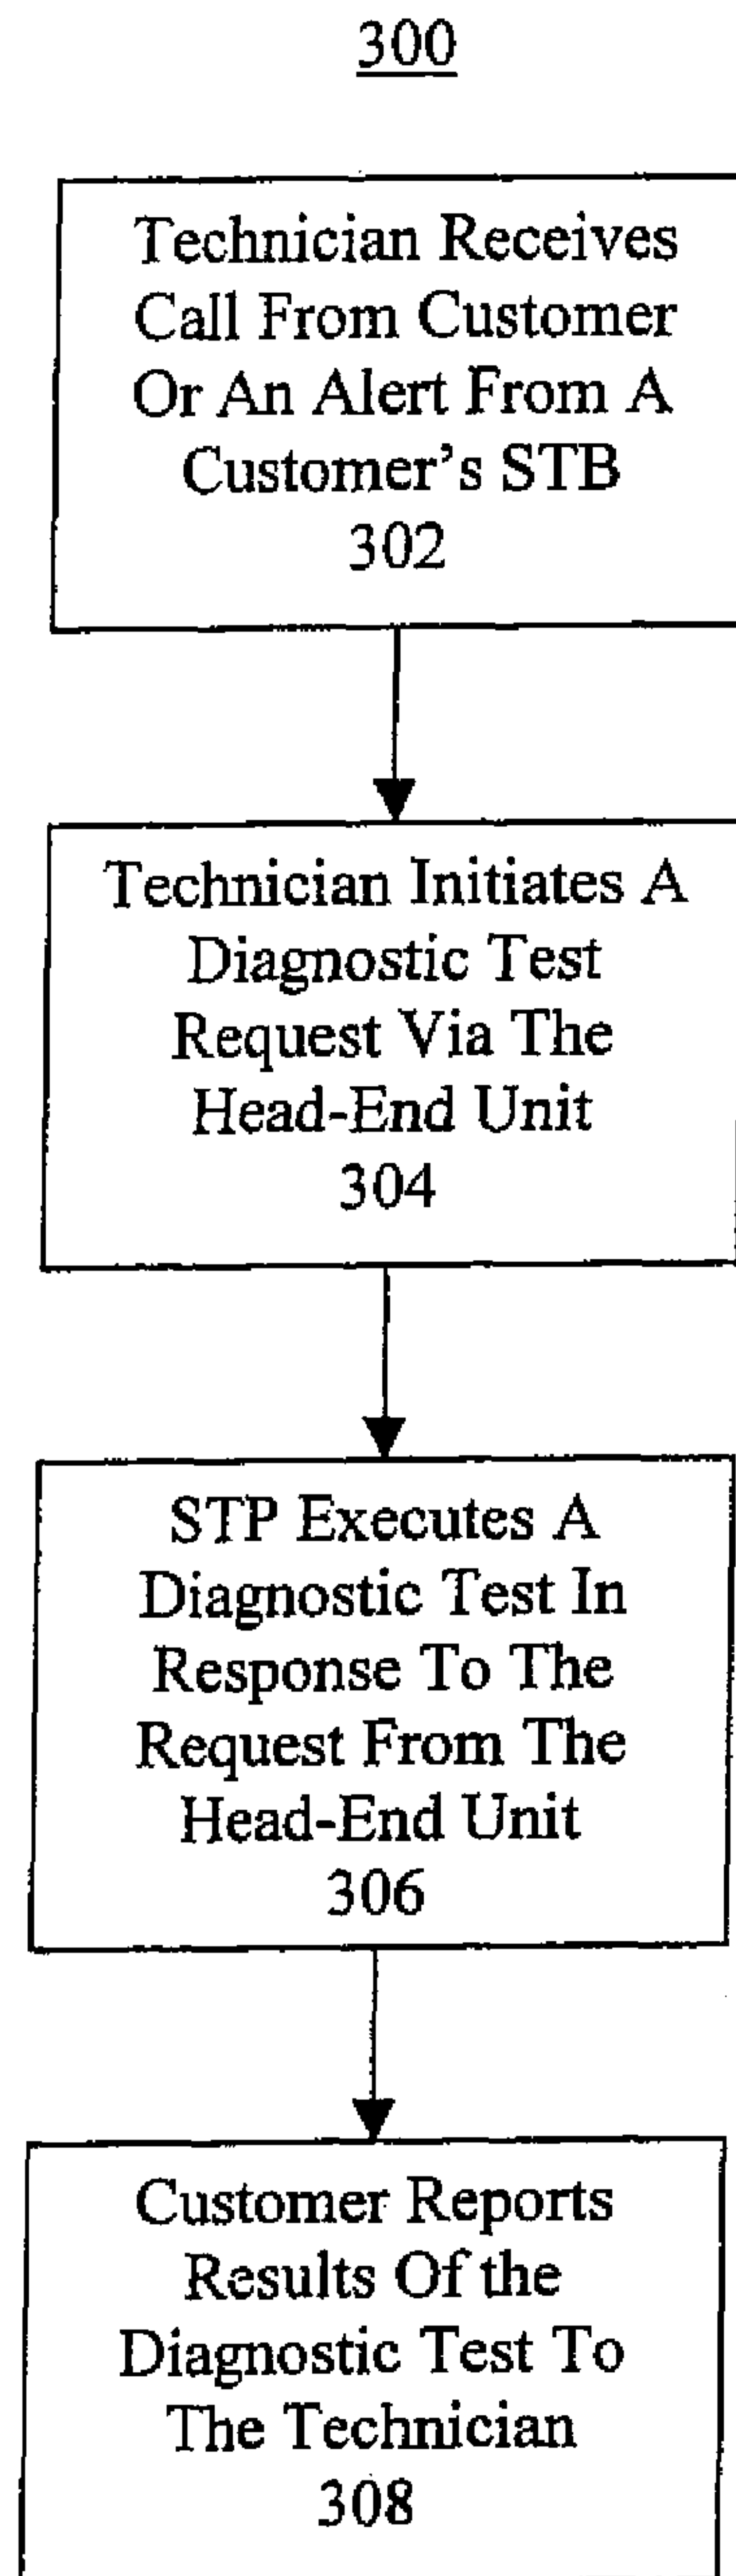 300
Technician Receives
Call From Customer
Or An Alert From A
Customer's STB
302
Technician Initiates A
Diagnostic Test
Request Via The
Head-End Unit
304
STP Executes A
Diagnostic Test In
Response To The
Request From The
Head-End Unit
306
Customer Reports
Results Of the
Diagnostic Test To
The Technician
308